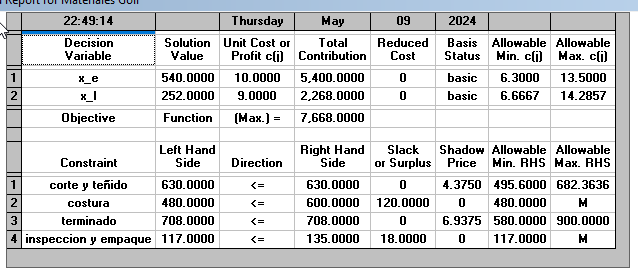 l Report for Materiales Golf
22:49:14 Thursday May 09 2024
Decision Variable Solution Value Unit Cost or Profit c(j) Total Contribution Reduced Cost Basis Status Allowable Min. c(j) Allowable Max. c(j)
1 x_e 540.0000 10.0000 5,400.0000 0 basic 6.3000 13.5000
2 x_l 252.0000 9.0000 2,268.0000 0 basic 6.6667 14.2857
Objective Function (Max.) = 7,668.0000
Constraint Left Hand Side Direction Right Hand Side Slack or Surplus Shadow Price Allowable Min. RHS Allowable Max. RHS
1 corte y teñido 630.0000 <= 630.0000 0 4.3750 495.6000 682.3636
2 costura 480.0000 <= 600.0000 120.0000 0 480.0000 M
3 terminado 708.0000 <= 708.0000 0 6.9375 580.0000 900.0000
4 inspeccion y empaque 117.0000 <= 135.0000 18.0000 0 117.0000 M